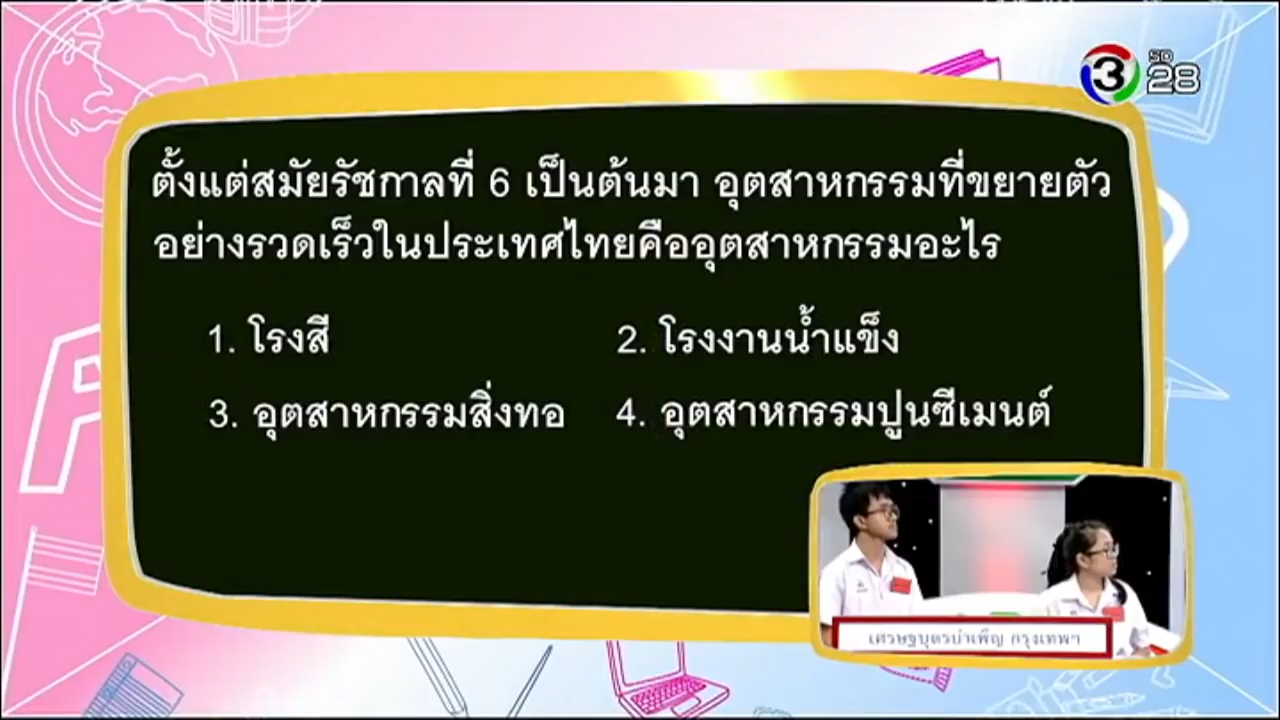 3 SD
28
ตั้งแต่สมัยรัชกาลที่ 6 เป็นต้นมา อุตสาหกรรมที่ขยายตัว
อย่างรวดเร็วในประเทศไทยคืออุตสาหกรรมอะไร
1. โรงสี 2. โรงงานน้ำแข็ง
3. อุตสาหกรรมสิ่งทอ 4. อุตสาหกรรมปูนซีเมนต์
เศรษฐบุตรบำเพ็ญ กรุงเทพฯ